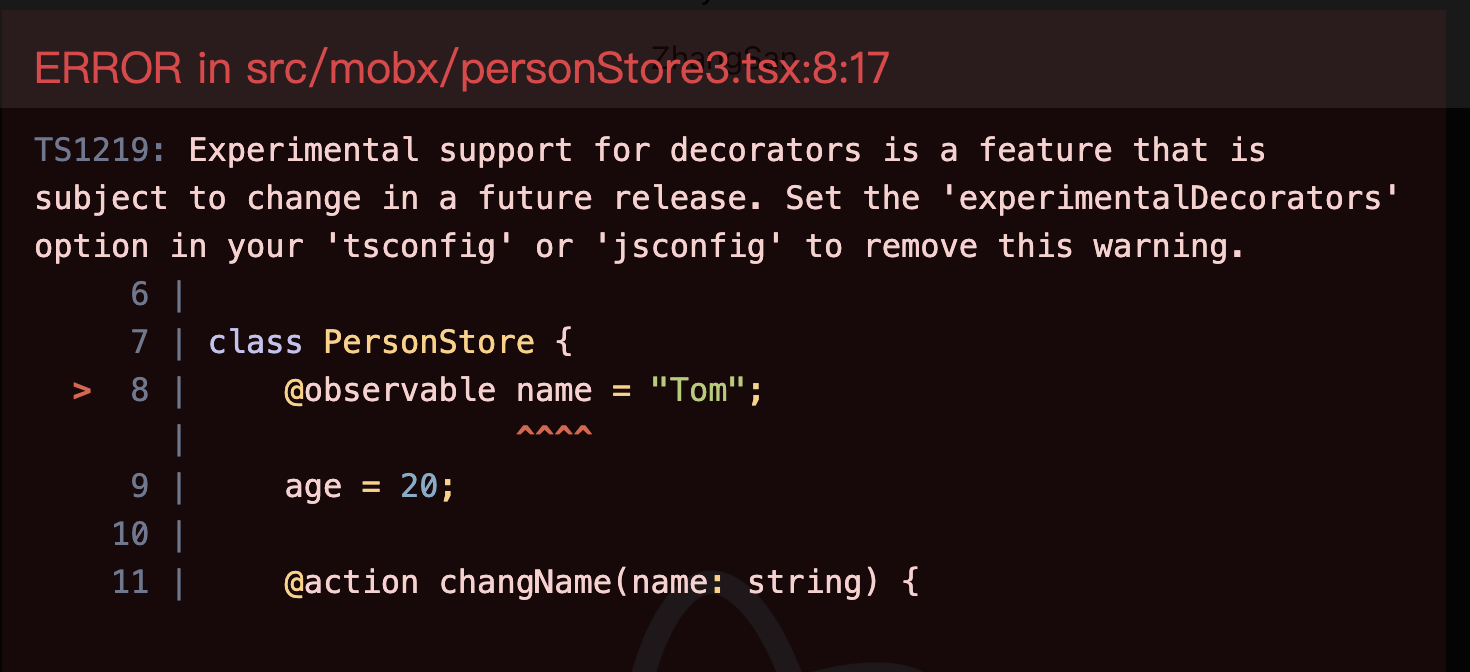 ZhangSan
ERROR in src/mobx/personStore3.tsx:8:17
TS1219: Experimental support for decorators is a feature that is
subject to change in a future release. Set the 'experimentalDecorators'
option in your 'tsconfig' or 'jsconfig' to remove this warning.
6 |
7 | class PersonStore {
> 8 | @observable name = "Tom";
| ^^^^
9 | age = 20;
10 |
11 | @action changName(name: string) {